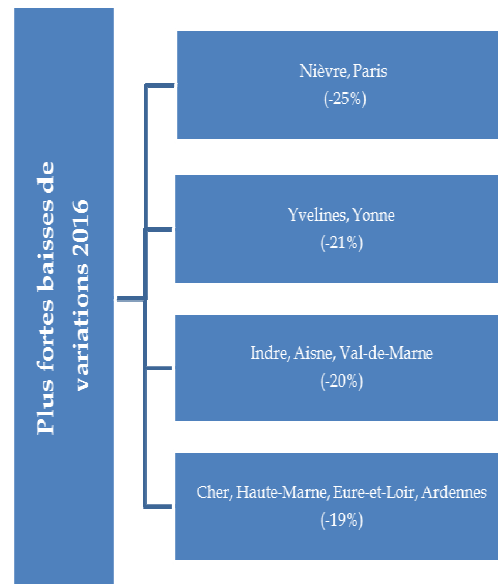 Plus fortes baisses de
variations 2016
Nièvre, Paris
(-25%)
Yvelines, Yonne
(-21%)
Indre, Aisne, Val-de-Marne
(-20%)
Cher, Haute-Marne, Eure-et-Loir, Ardennes
(-19%)